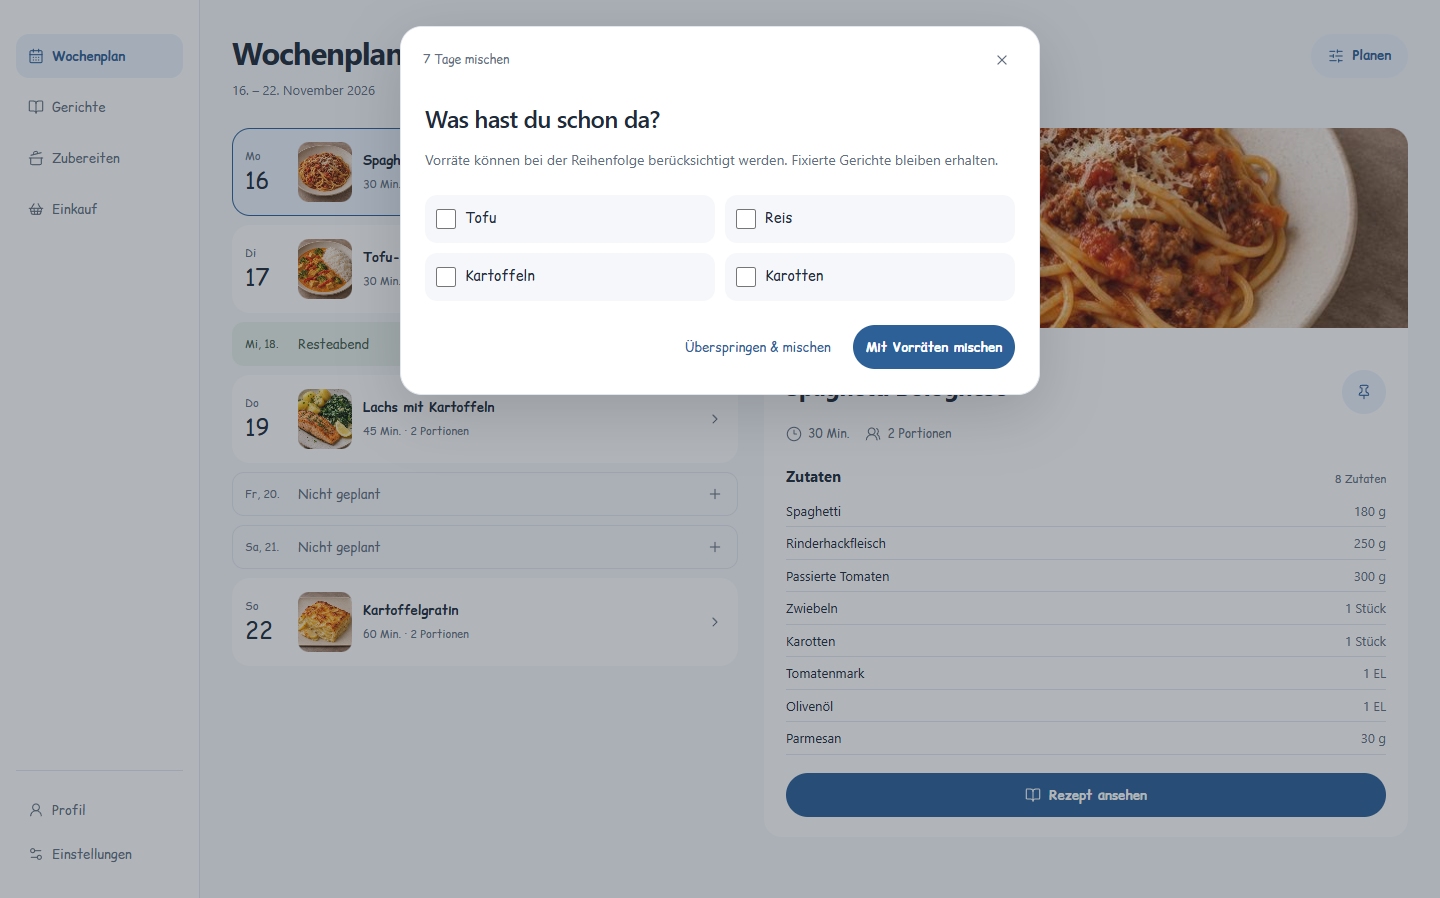 Wochenplan
Gerichte
Zubereiten
Einkauf
Profil
Einstellungen
Wochenplan
16. – 22. November 2026
Planen
Mo
16
30 Min.
Di
17
Tofu-
30 Min.
Mi, 18.
Resteabend
Do
19
Lachs mit Kartoffeln
45 Min. · 2 Portionen
Fr, 20.
Nicht geplant
Sa, 21.
Nicht geplant
So
22
Kartoffelgratin
60 Min. · 2 Portionen
7 Tage mischen
Was hast du schon da?
Vorräte können bei der Reihenfolge berücksichtigt werden. Fixierte Gerichte bleiben erhalten.
Tofu
Reis
Kartoffeln
Karotten
Überspringen & mischen
Mit Vorräten mischen
30 Min.
2 Portionen
Zutaten
8 Zutaten
Spaghetti 180 g
Rinderhackfleisch 250 g
Passierte Tomaten 300 g
Zwiebeln 1 Stück
Karotten 1 Stück
Tomatenmark 1 EL
Olivenöl 1 EL
Parmesan 30 g
Rezept ansehen